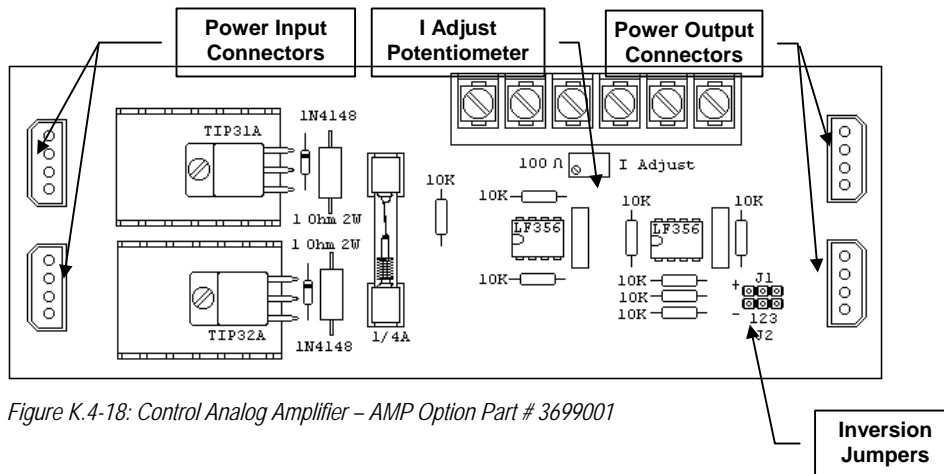 Power Input
Connectors
I Adjust
Potentiometer
Power Output
Connectors
TIP31A
1N4148
100 Ω
I Adjust
10K
10K
10K
10K
LF356
LF356
1 Ohm 2W
1 Ohm 2W
10K
10K
10K
10K
+
J1
-
123
J2
TIP32A
1N4148
1/4A
Figure K.4-18: Control Analog Amplifier – AMP Option Part # 3699001
Inversion
Jumpers